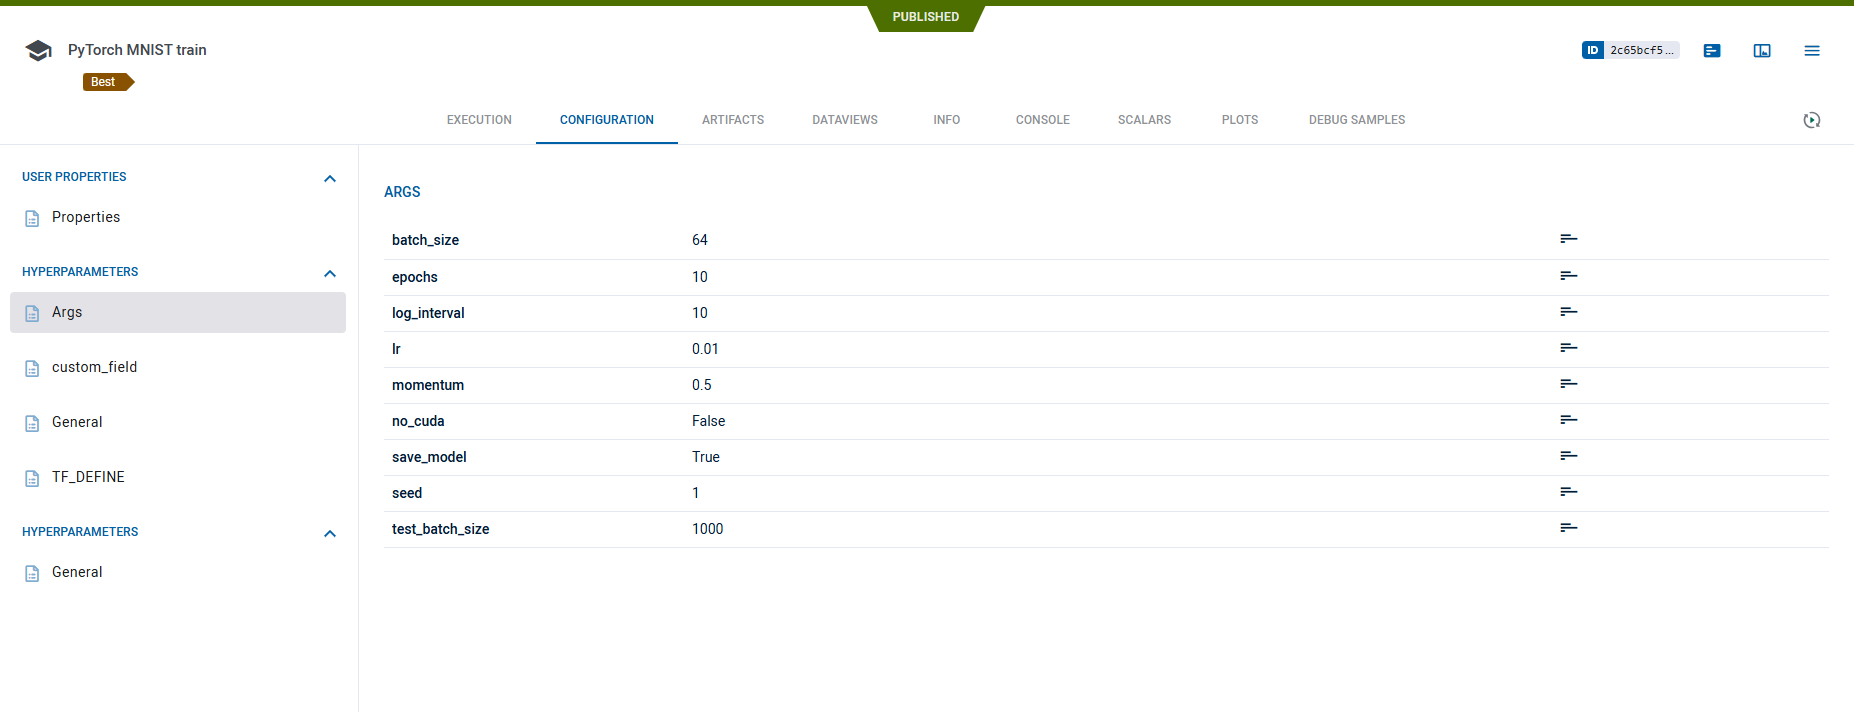 PUBLISHED
PyTorch MNIST train
ID 2c65bcf5...
Best
EXECUTION CONFIGURATION ARTIFACTS DATAVIEWS INFO CONSOLE SCALARS PLOTS DEBUG SAMPLES
USER PROPERTIES
Properties
HYPERPARAMETERS
Args
custom_field
General
TF_DEFINE
HYPERPARAMETERS
General
ARGS
batch_size 64
epochs 10
log_interval 10
lr 0.01
momentum 0.5
no_cuda False
save_model True
seed 1
test_batch_size 1000